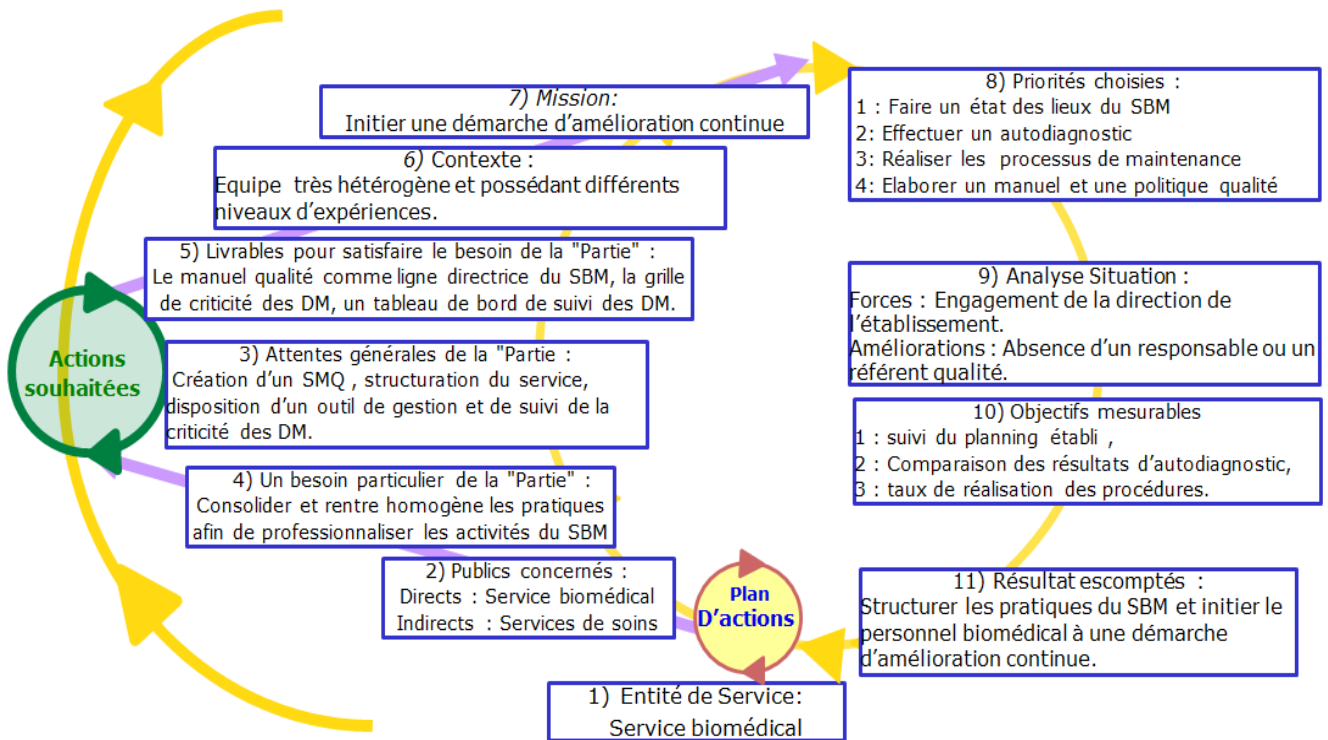 7) Mission:
Initier une démarche d'amélioration continue
6) Contexte :
Equipe très hétérogène et possédant différents
niveaux d'expériences.
5) Livrables pour satisfaire le besoin de la "Partie" :
Le manuel qualité comme ligne directrice du SBM, la grille
de criticité des DM, un tableau de bord de suivi des DM.
Actions
souhaitées
3) Attentes générales de la "Partie :
Création d'un SMQ , structuration du service,
disposition d'un outil de gestion et de suivi de la
criticité des DM.
4) Un besoin particulier de la "Partie" :
Consolider et rentre homogène les pratiques
afin de professionnaliser les activités du SBM
2) Publics concernés :
Directs : Service biomédical
Indirects : Services de soins
Plan
D'actions
1) Entité de Service:
Service biomédical
8) Priorités choisies :
1 : Faire un état des lieux du SBM
2: Effectuer un autodiagnostic
3: Réaliser les processus de maintenance
4: Elaborer un manuel et une politique qualité
9) Analyse Situation :
Forces : Engagement de la direction de
l'établissement.
Améliorations : Absence d'un responsable ou un
référent qualité.
10) Objectifs mesurables
1 : suivi du planning établi ,
2 : Comparaison des résultats d'autodiagnostic,
3 : taux de réalisation des procédures.
11) Résultat escomptés :
Structurer les pratiques du SBM et initier le
personnel biomédical à une démarche
d'amélioration continue.